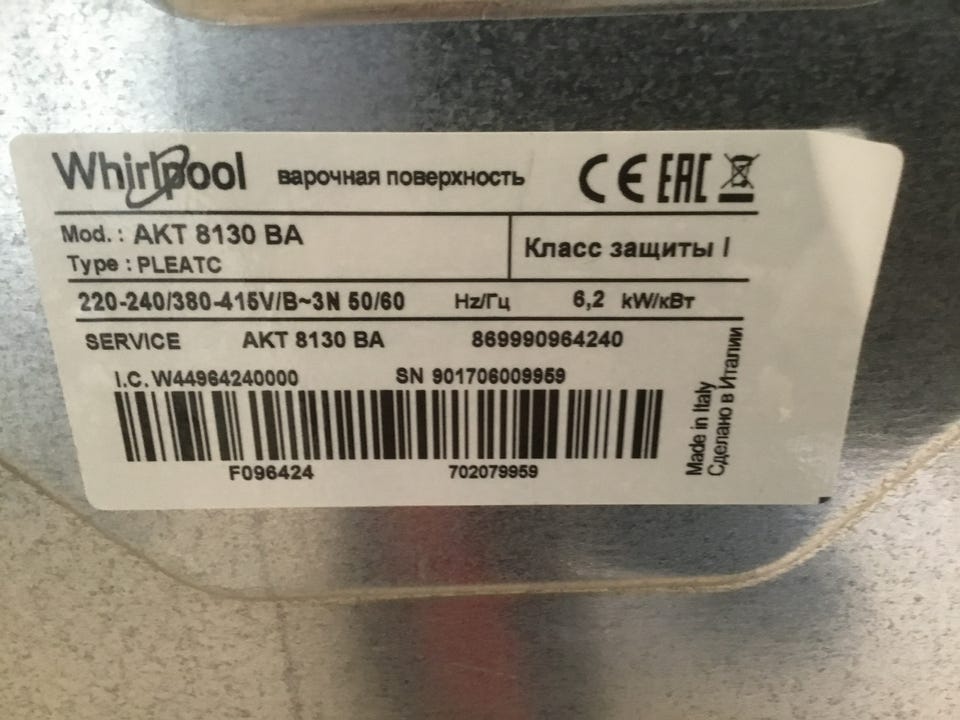 Whirlpool варочная поверхность CE EAC
Mod. : AKT 8130 BA
Type : PLEATC
Класс защиты I
220-240/380-415V/В~3N 50/60 Hz/Гц 6,2 kW/кВт
SERVICE AKT 8130 BA 869990964240
I.C. W44964240000 SN 901706009959
F096424 702079959
Made in Italy
Сделано в Италии